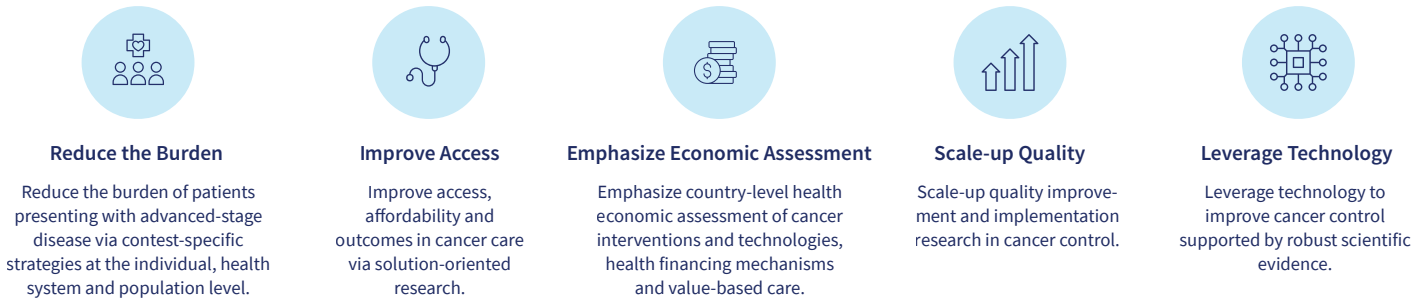 Reduce the Burden
Reduce the burden of patients
presenting with advanced-stage
disease via contest-specific
strategies at the individual, health
system and population level.
Improve Access
Improve access,
affordability and
outcomes in cancer care
via solution-oriented
research.
Emphasize Economic Assessment
Emphasize country-level health
economic assessment of cancer
interventions and technologies,
health financing mechanisms
and value-based care.
Scale-up Quality
Scale-up quality improve-
ment and implementation
research in cancer control.
Leverage Technology
Leverage technology to
improve cancer control
supported by robust scientific
evidence.